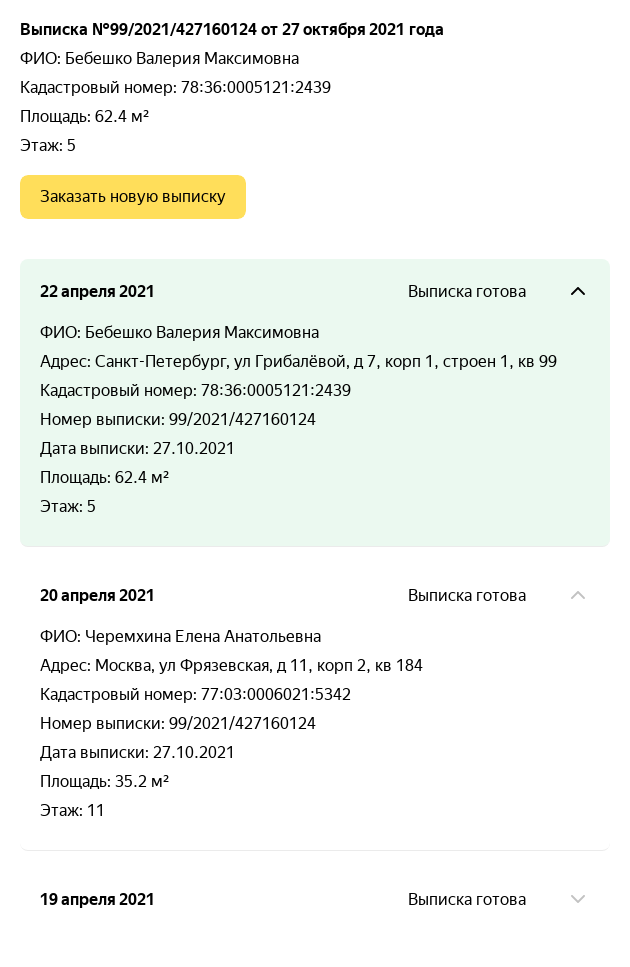 Выписка №99/2021/427160124 от 27 октября 2021 года
ФИО: Бебешко Валерия Максимовна
Кадастровый номер: 78:36:0005121:2439
Площадь: 62.4 м²
Этаж: 5
Заказать новую выписку
22 апреля 2021 Выписка готова
ФИО: Бебешко Валерия Максимовна
Адрес: Санкт-Петербург, ул Грибалёвой, д 7, корп 1, строен 1, кв 99
Кадастровый номер: 78:36:0005121:2439
Номер выписки: 99/2021/427160124
Дата выписки: 27.10.2021
Площадь: 62.4 м²
Этаж: 5
20 апреля 2021 Выписка готова
ФИО: Черемхина Елена Анатольевна
Адрес: Москва, ул Фрязевская, д 11, корп 2, кв 184
Кадастровый номер: 77:03:0006021:5342
Номер выписки: 99/2021/427160124
Дата выписки: 27.10.2021
Площадь: 35.2 м²
Этаж: 11
19 апреля 2021 Выписка готова